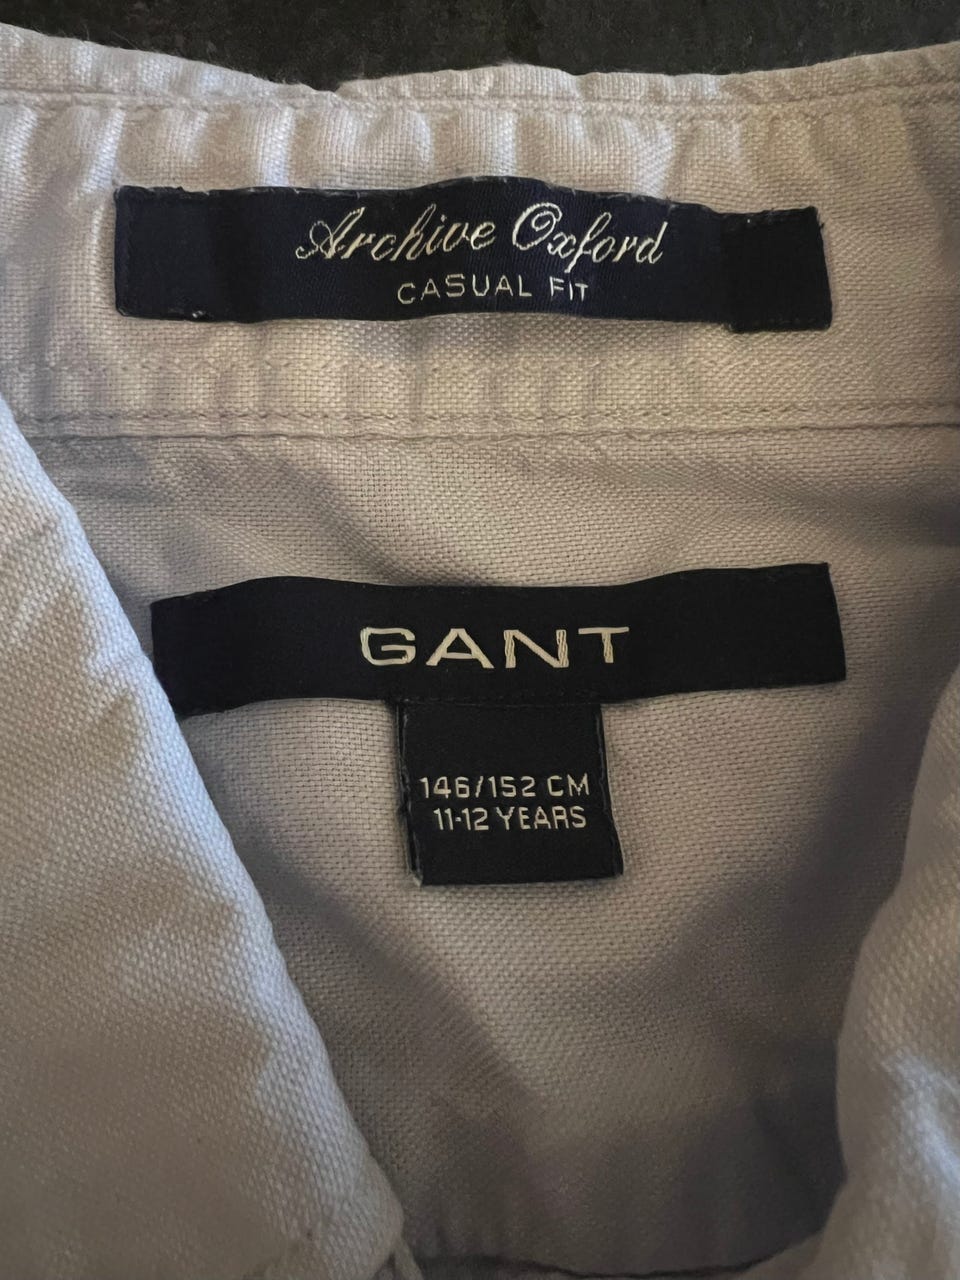 Archive Oxford
CASUAL FIT
GANT
146/152 CM
11-12 YEARS